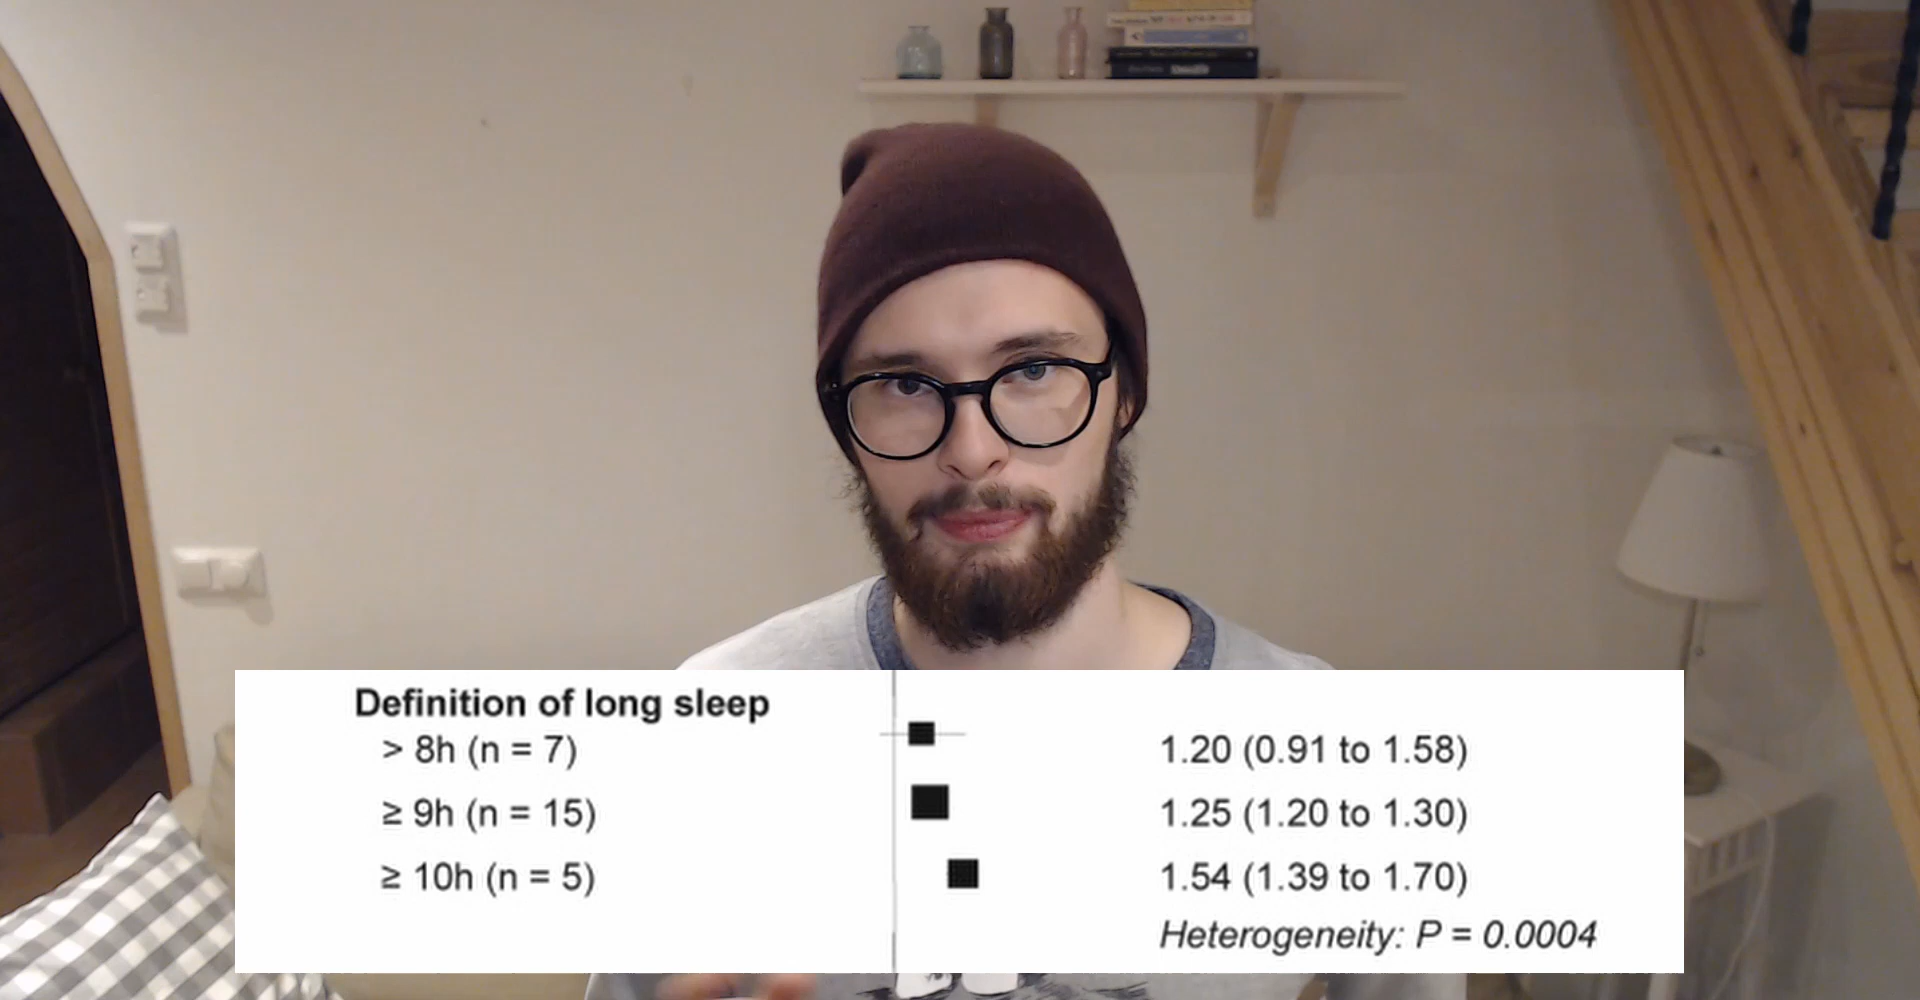 Definition of long sleep
> 8h (n = 7) 1.20 (0.91 to 1.58)
≥ 9h (n = 15) 1.25 (1.20 to 1.30)
≥ 10h (n = 5) 1.54 (1.39 to 1.70)
Heterogeneity: P = 0.0004